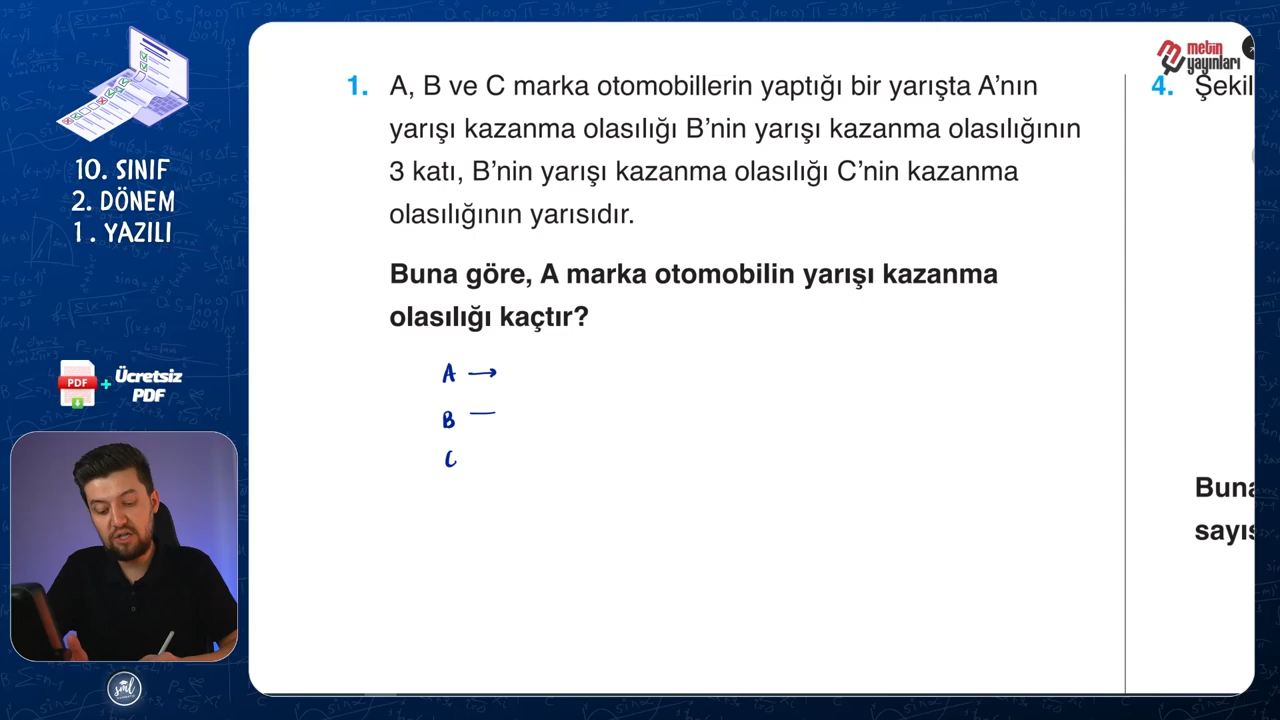 10. SINIF
2. DÖNEM
1. YAZILI
PDF
+
Ücretsiz
PDF
sml
metin
yayınları
1. A, B ve C marka otomobillerin yaptığı bir yarışta A'nın
yarışı kazanma olasılığı B'nin yarışı kazanma olasılığının
3 katı, B'nin yarışı kazanma olasılığı C'nin kazanma
olasılığının yarısıdır.
Buna göre, A marka otomobilin yarışı kazanma
olasılığı kaçtır?
A →
B —
C
4. Şekil
Buna
sayıs